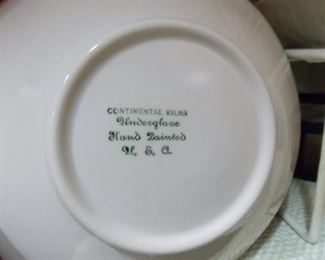 CONTINENTAL KILNS
Underglaze
Hand Painted
U. S. A.